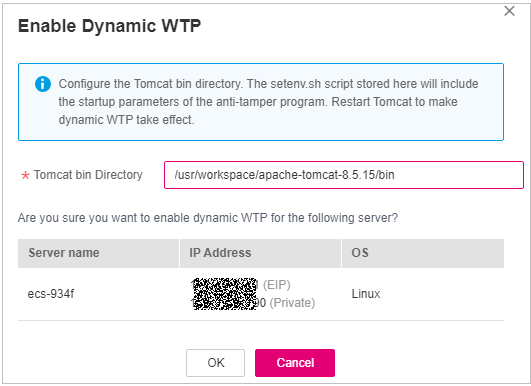 Enable Dynamic WTP
Configure the Tomcat bin directory. The setenv.sh script stored here will include
the startup parameters of the anti-tamper program. Restart Tomcat to make
dynamic WTP take effect.
* Tomcat bin Directory /usr/workspace/apache-tomcat-8.5.15/bin
Are you sure you want to enable dynamic WTP for the following server?
Server name IP Address OS
(EIP)
ecs-934f Linux
(Private)
OK Cancel